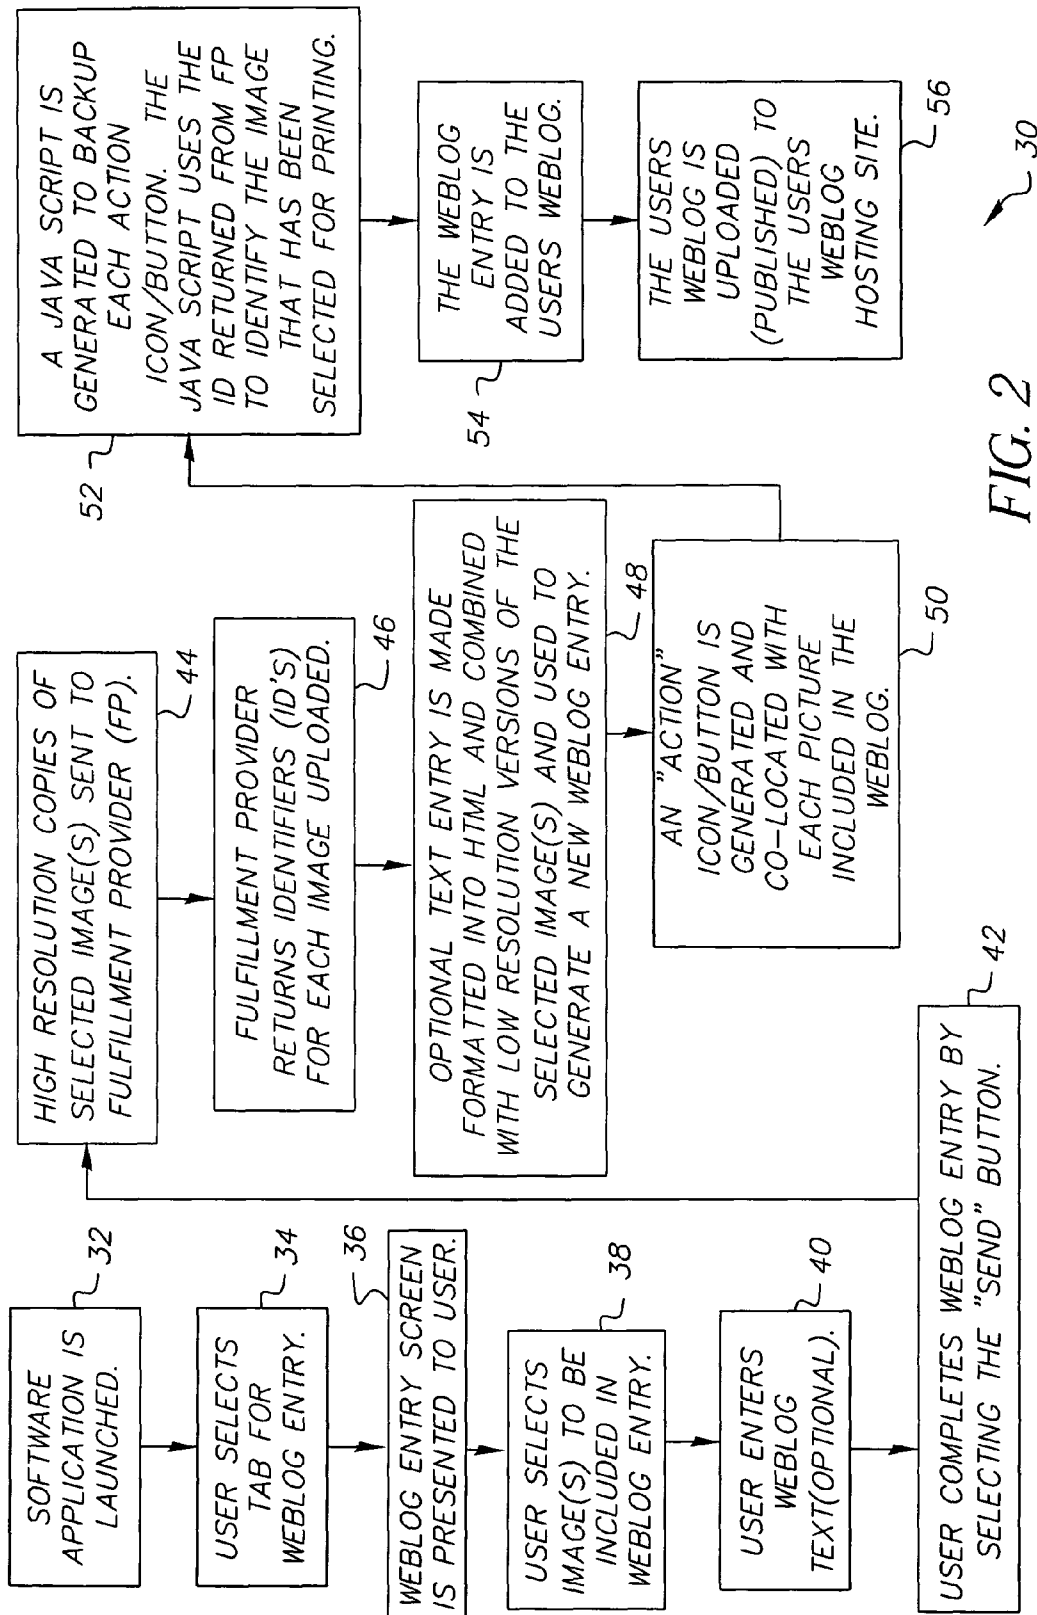 SOFTWARE
APPLICATION IS
LAUNCHED.
32
USER SELECTS
TAB FOR
WEBLOG ENTRY.
34
WEBLOG ENTRY SCREEN
IS PRESENTED TO USER.
36
USER SELECTS
IMAGE(S) TO BE
INCLUDED IN
WEBLOG ENTRY.
38
USER ENTERS
WEBLOG
TEXT(OPTIONAL).
40
USER COMPLETES WEBLOG ENTRY BY
SELECTING THE "SEND" BUTTON.
42
HIGH RESOLUTION COPIES OF
SELECTED IMAGE(S) SENT TO
FULFILLMENT PROVIDER (FP).
44
FULFILLMENT PROVIDER
RETURNS IDENTIFIERS (ID'S)
FOR EACH IMAGE UPLOADED.
46
OPTIONAL TEXT ENTRY IS MADE
FORMATTED INTO HTML AND COMBINED
WITH LOW RESOLUTION VERSIONS OF THE
SELECTED IMAGE(S) AND USED TO
GENERATE A NEW WEBLOG ENTRY.
48
AN "ACTION"
ICON/BUTTON IS
GENERATED AND
CO-LOCATED WITH
EACH PICTURE
INCLUDED IN THE
WEBLOG.
50
A JAVA SCRIPT IS
GENERATED TO BACKUP
EACH ACTION
ICON/BUTTON. THE
JAVA SCRIPT USES THE
ID RETURNED FROM FP
TO IDENTIFY THE IMAGE
THAT HAS BEEN
SELECTED FOR PRINTING.
52
THE WEBLOG
ENTRY IS
ADDED TO THE
USERS WEBLOG.
54
THE USERS
WEBLOG IS
UPLOADED
(PUBLISHED) TO
THE USERS
WEBLOG
HOSTING SITE.
56
30
FIG. 2